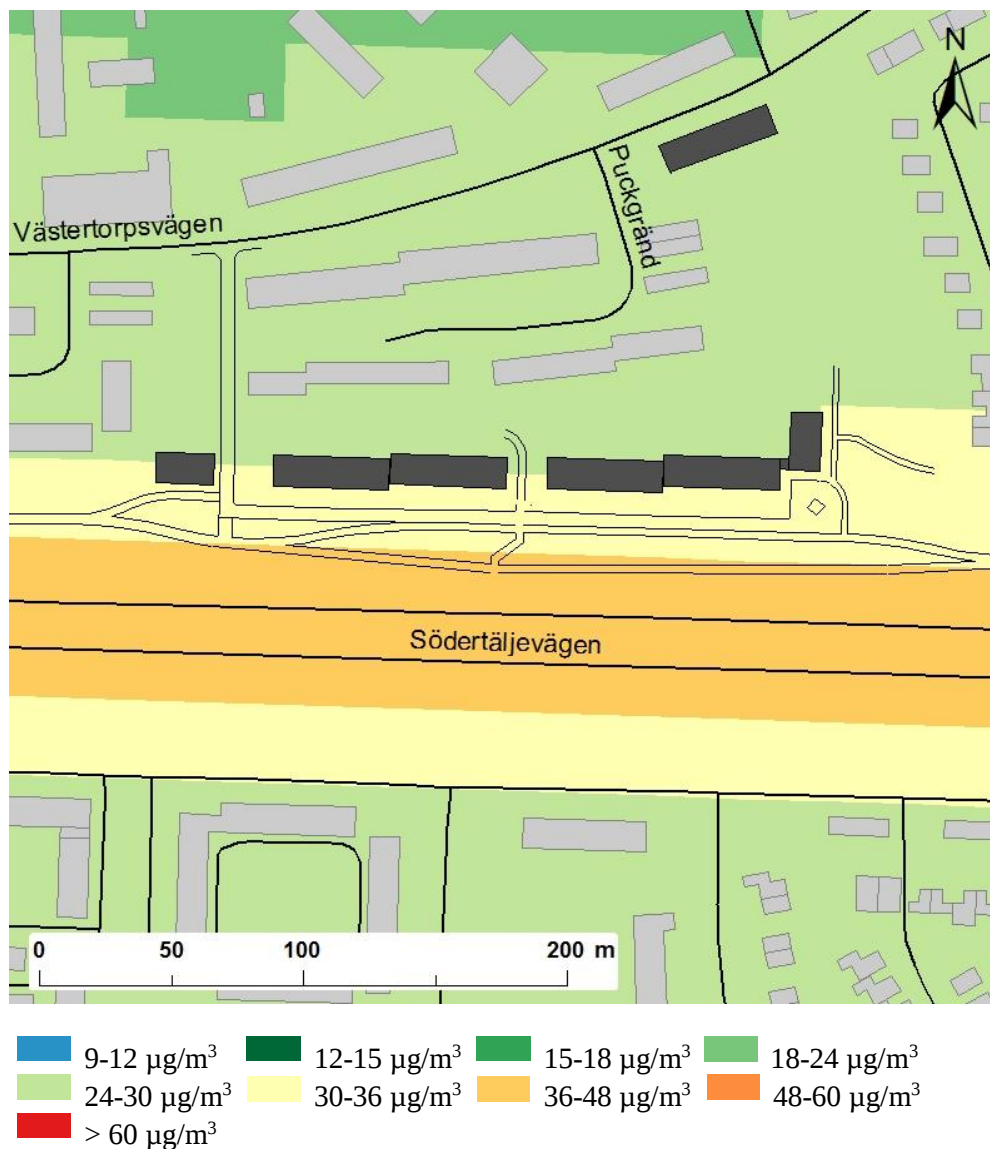 N
Puckgränd
Västertorpsvägen
Södertäljevägen
0 50 100 200 m
9-12 µg/m³ 12-15 µg/m³ 15-18 µg/m³ 18-24 µg/m³
24-30 µg/m³ 30-36 µg/m³ 36-48 µg/m³ 48-60 µg/m³
> 60 µg/m³